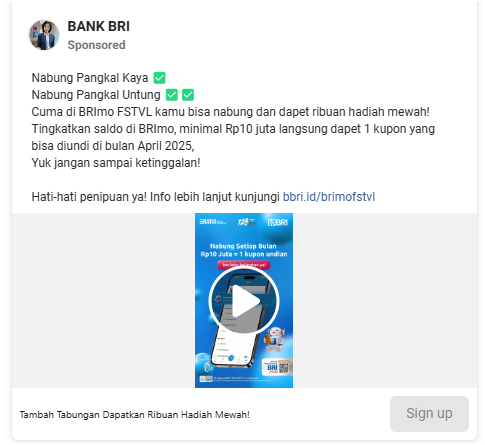 BANK BRI
Sponsored
Nabung Pangkal Kaya ✅
Nabung Pangkal Untung ✅ ✅
Cuma di BRImo FSTVL kamu bisa nabung dan dapet ribuan hadiah mewah!
Tingkatkan saldo di BRImo, minimal Rp10 juta langsung dapet 1 kupon yang
bisa diundi di bulan April 2025,
Yuk jangan sampai ketinggalan!
Hati-hati penipuan ya! Info lebih lanjut kunjungi bbri.id/brimofstvl
BUMN
BRI
Nabung Setiap Bulan
Rp10 Juta = 1 kupon undian
BRI
Tambah Tabungan Dapatkan Ribuan Hadiah Mewah!
Sign up